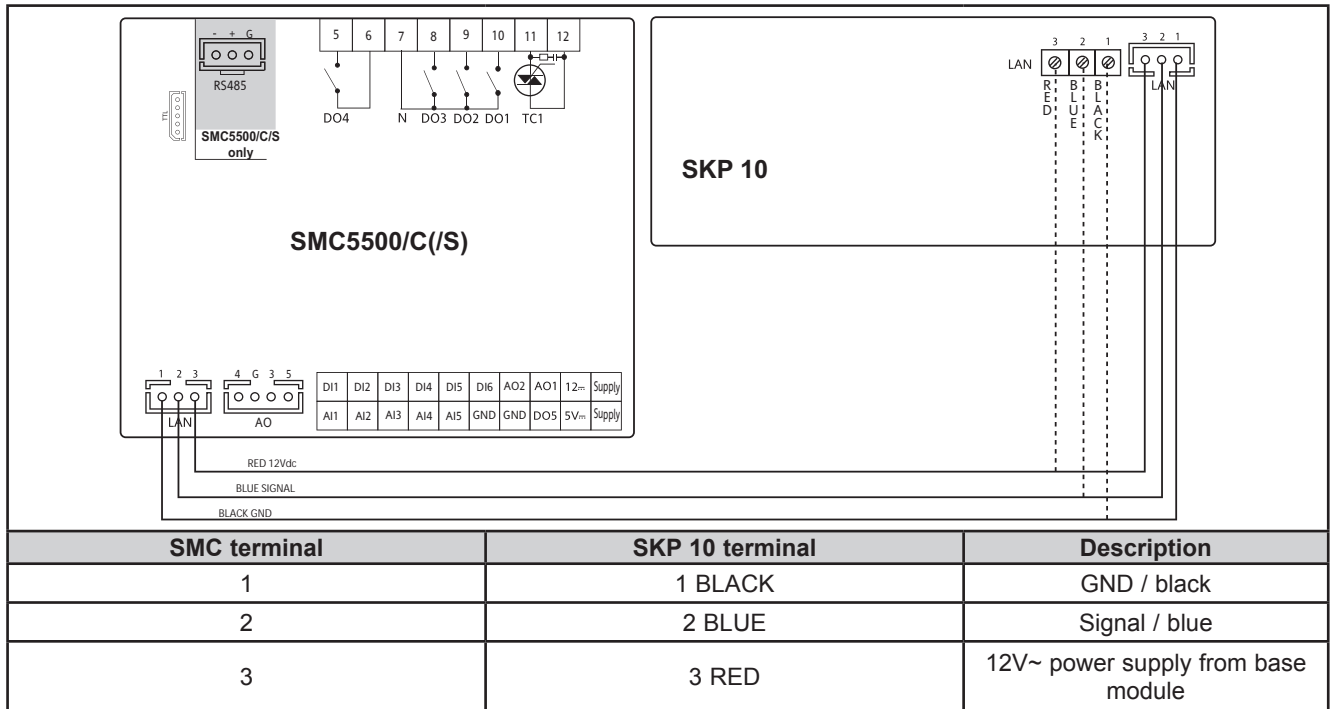 - + G
RS485
TTL
SMC5500/C/S
only
5 6 7 8 9 10 11 12
DO4 N DO3 DO2 DO1 TC1
SMC5500/C(/S)
1 2 3
LAN
4 G 3 5
AO
DI1 DI2 DI3 DI4 DI5 DI6 AO2 AO1 12⎓ Supply
AI1 AI2 AI3 AI4 AI5 GND GND DO5 5V⎓ Supply
RED 12Vdc
BLUE SIGNAL
BLACK GND
SKP 10
LAN
3 2 1
RED
BLUE
BLACK
3 2 1
LAN
SMC terminal SKP 10 terminal Description
1 1 BLACK GND / black
2 2 BLUE Signal / blue
3 3 RED 12V~ power supply from base
module